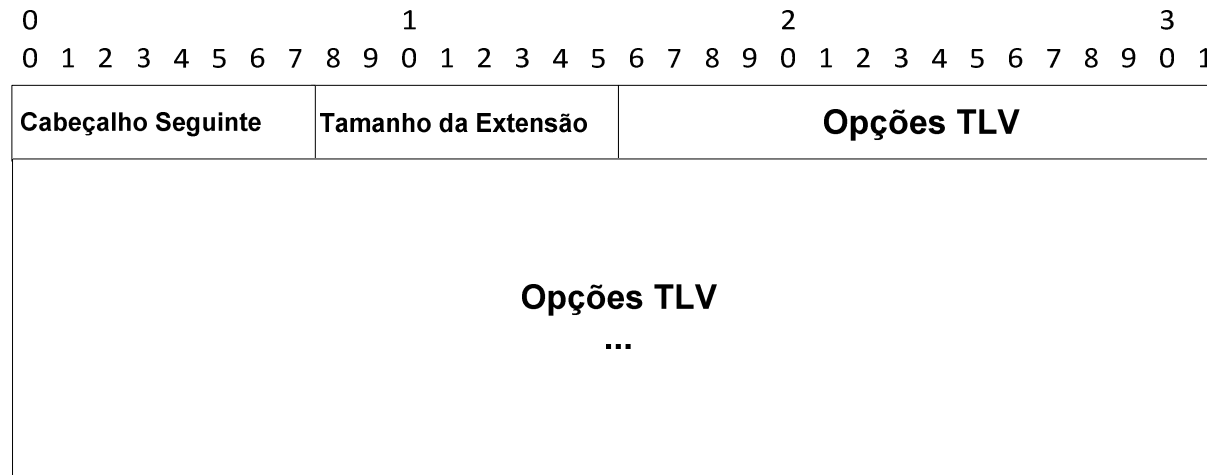 0 1 2 3
0 1 2 3 4 5 6 7 8 9 0 1 2 3 4 5 6 7 8 9 0 1 2 3 4 5 6 7 8 9 0 1
Cabeçalho Seguinte Tamanho da Extensão Opções TLV
Opções TLV
...